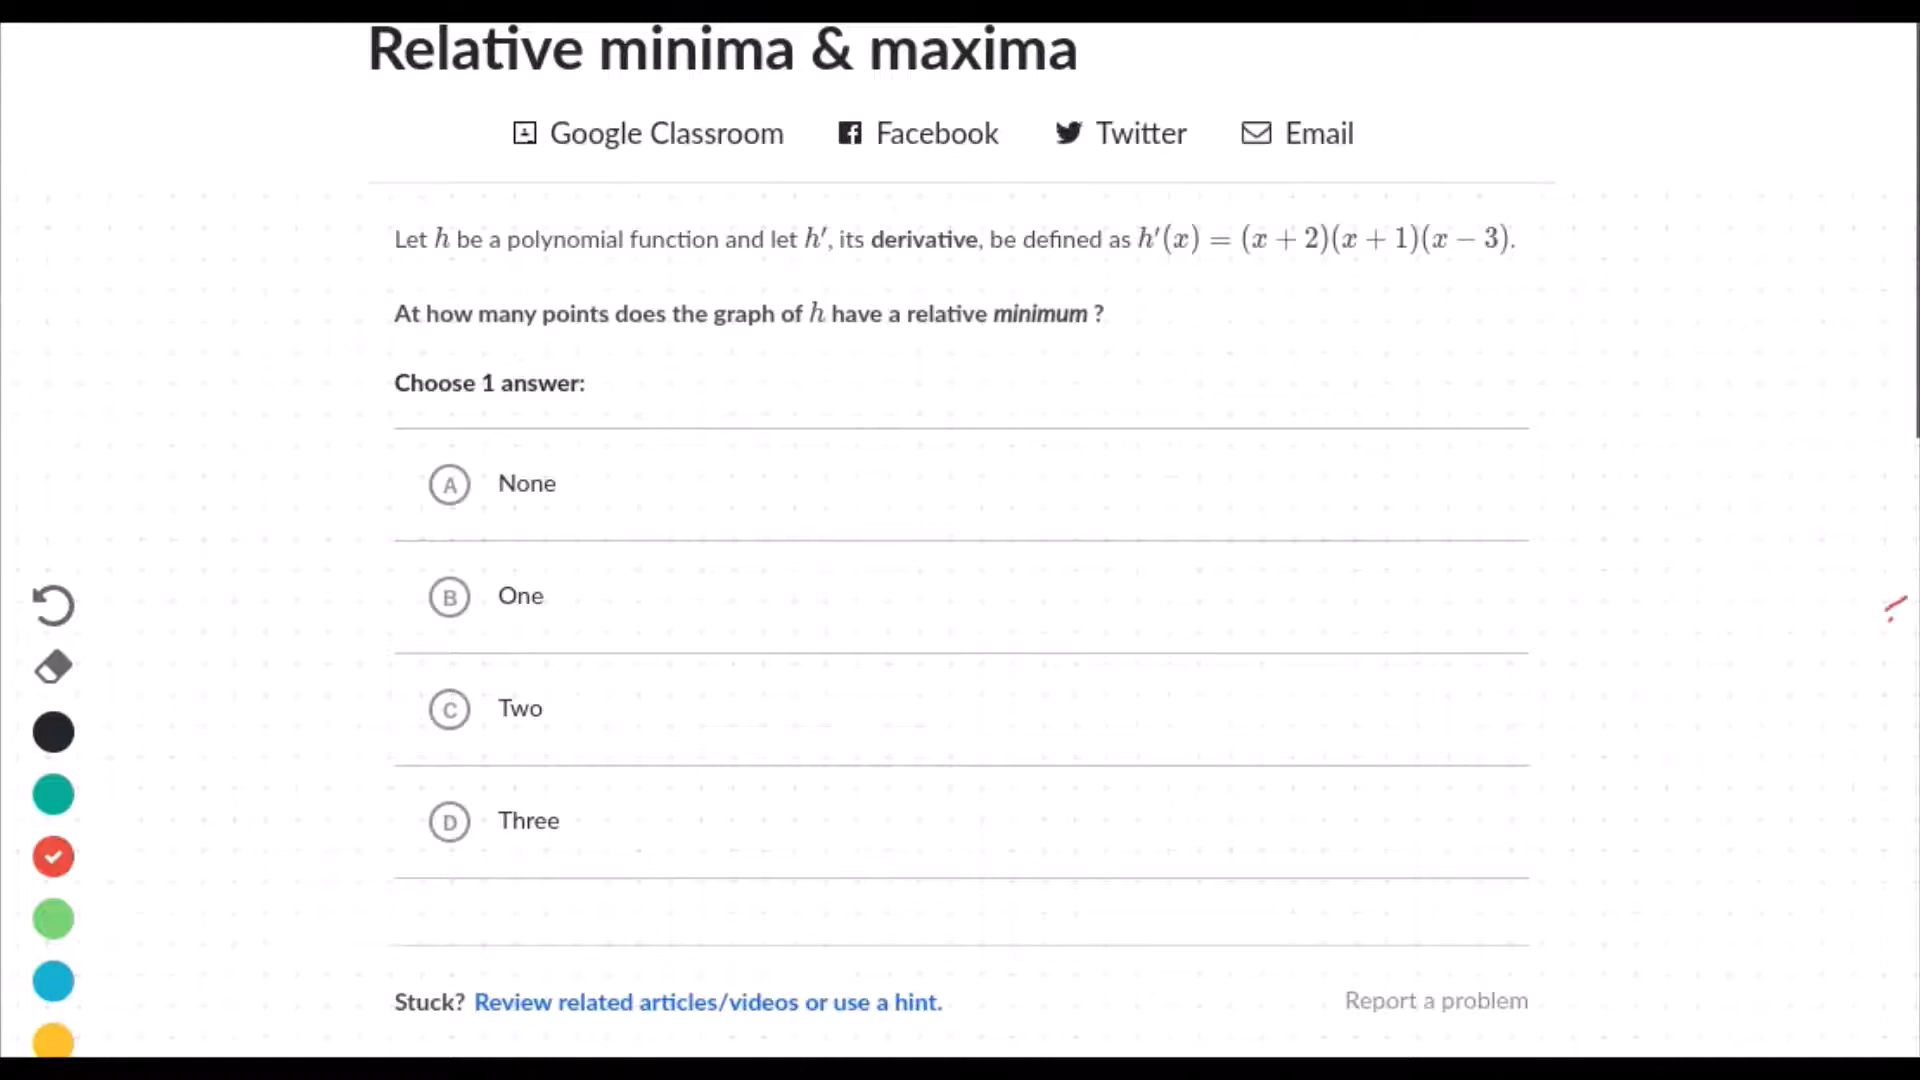 Relative minima & maxima
Google Classroom Facebook Twitter Email
Let h be a polynomial function and let h′, its derivative, be defined as h′(x) = (x + 2)(x + 1)(x − 3).
At how many points does the graph of h have a relative minimum ?
Choose 1 answer:
A None
B One
C Two
D Three
Stuck? Review related articles/videos or use a hint. Report a problem